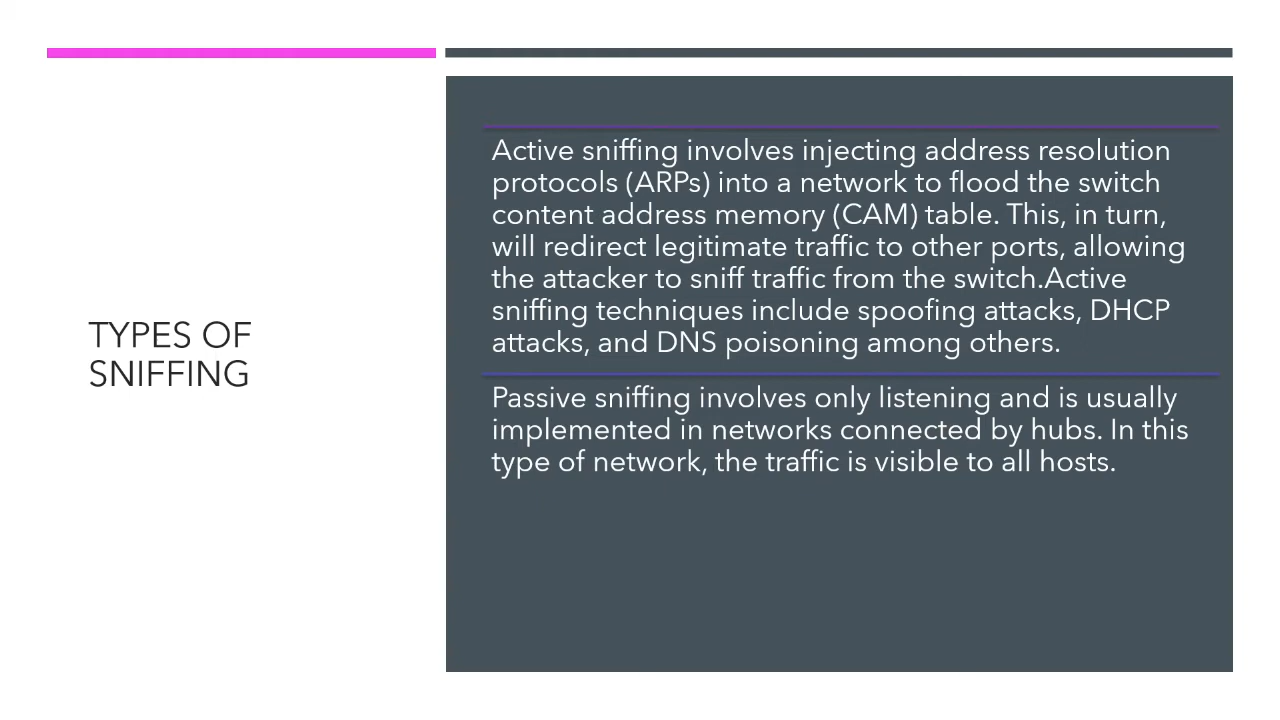 TYPES OF
SNIFFING
Active sniffing involves injecting address resolution
protocols (ARPs) into a network to flood the switch
content address memory (CAM) table. This, in turn,
will redirect legitimate traffic to other ports, allowing
the attacker to sniff traffic from the switch.Active
sniffing techniques include spoofing attacks, DHCP
attacks, and DNS poisoning among others.
Passive sniffing involves only listening and is usually
implemented in networks connected by hubs. In this
type of network, the traffic is visible to all hosts.